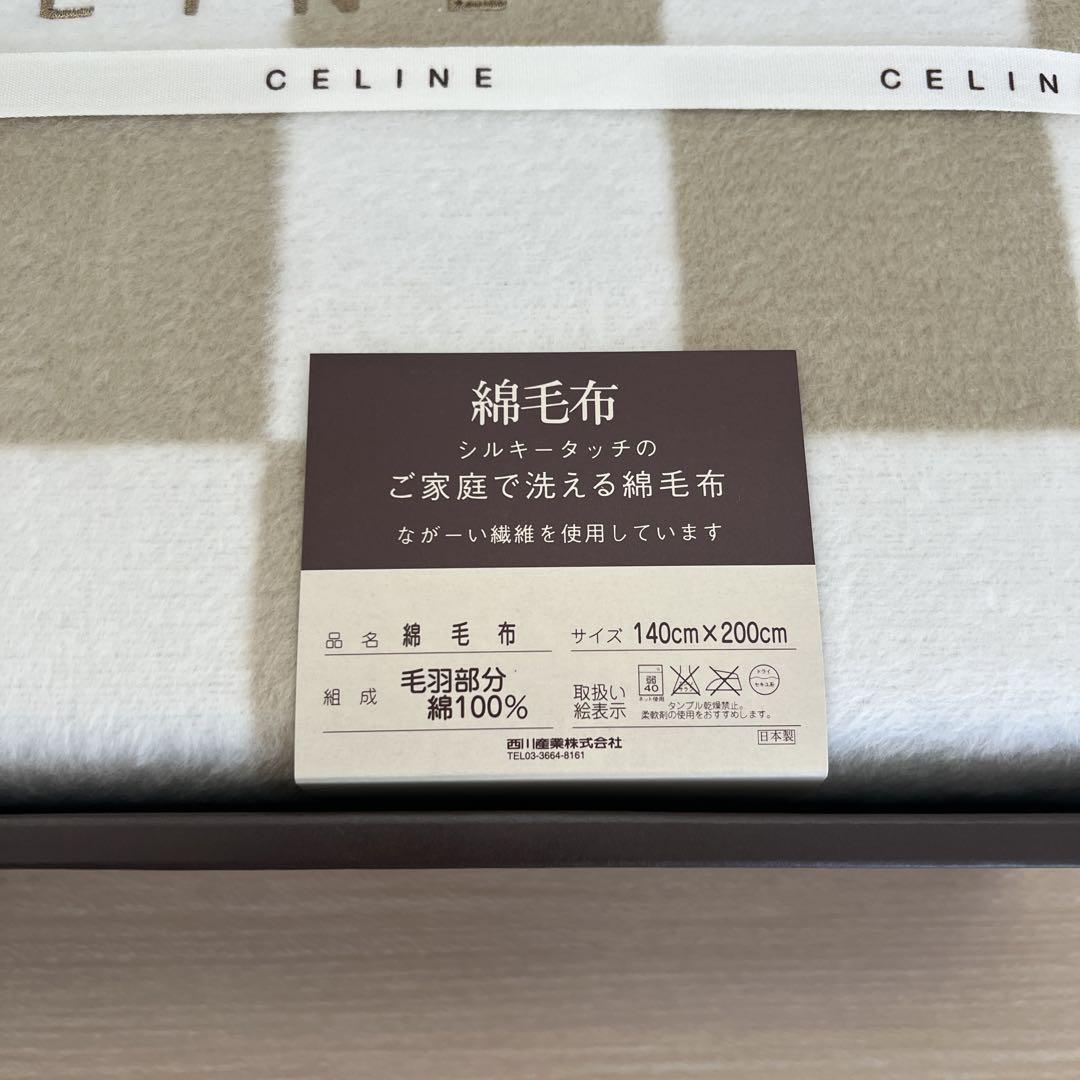 LINE
CELINE CELIN
綿毛布
シルキータッチの
ご家庭で洗える綿毛布
ながーい繊維を使用しています
品名 綿毛布
サイズ 140cm×200cm
組成 毛羽部分
綿100%
取扱い
絵表示
弱
40
ネット使用
ドライ
セキユ系
タンブル乾燥禁止。
柔軟剤の使用をおすすめします。
西川産業株式会社
TEL03-3664-8161
日本製